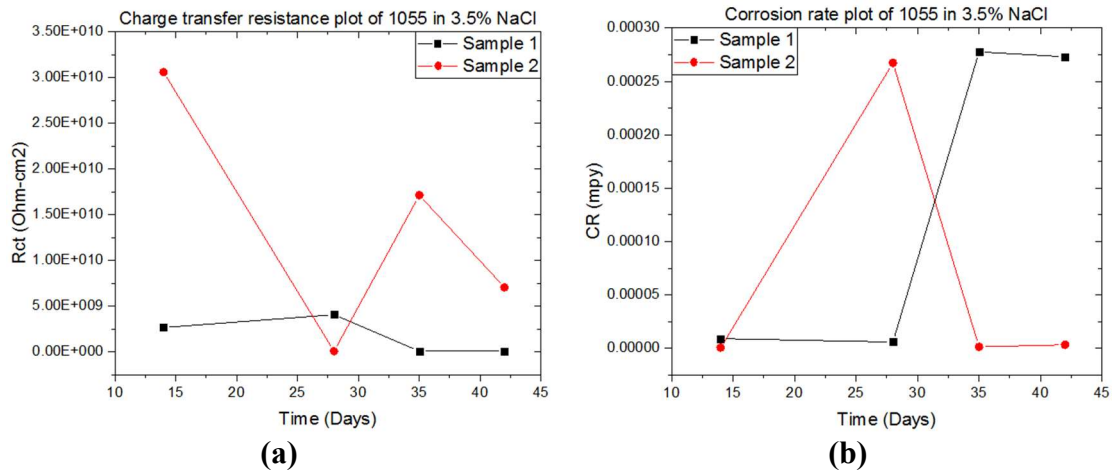 Charge transfer resistance plot of 1055 in 3.5% NaCl
3.50E+010
3.00E+010
2.50E+010
2.00E+010
1.50E+010
1.00E+010
5.00E+009
0.00E+000
Rct (Ohm-cm2)
Sample 1
Sample 2
10 15 20 25 30 35 40 45
Time (Days)
(a)
Corrosion rate plot of 1055 in 3.5% NaCl
0.00030
0.00025
0.00020
0.00015
0.00010
0.00005
0.00000
CR (mpy)
Sample 1
Sample 2
10 15 20 25 30 35 40 45
Time (Days)
(b)